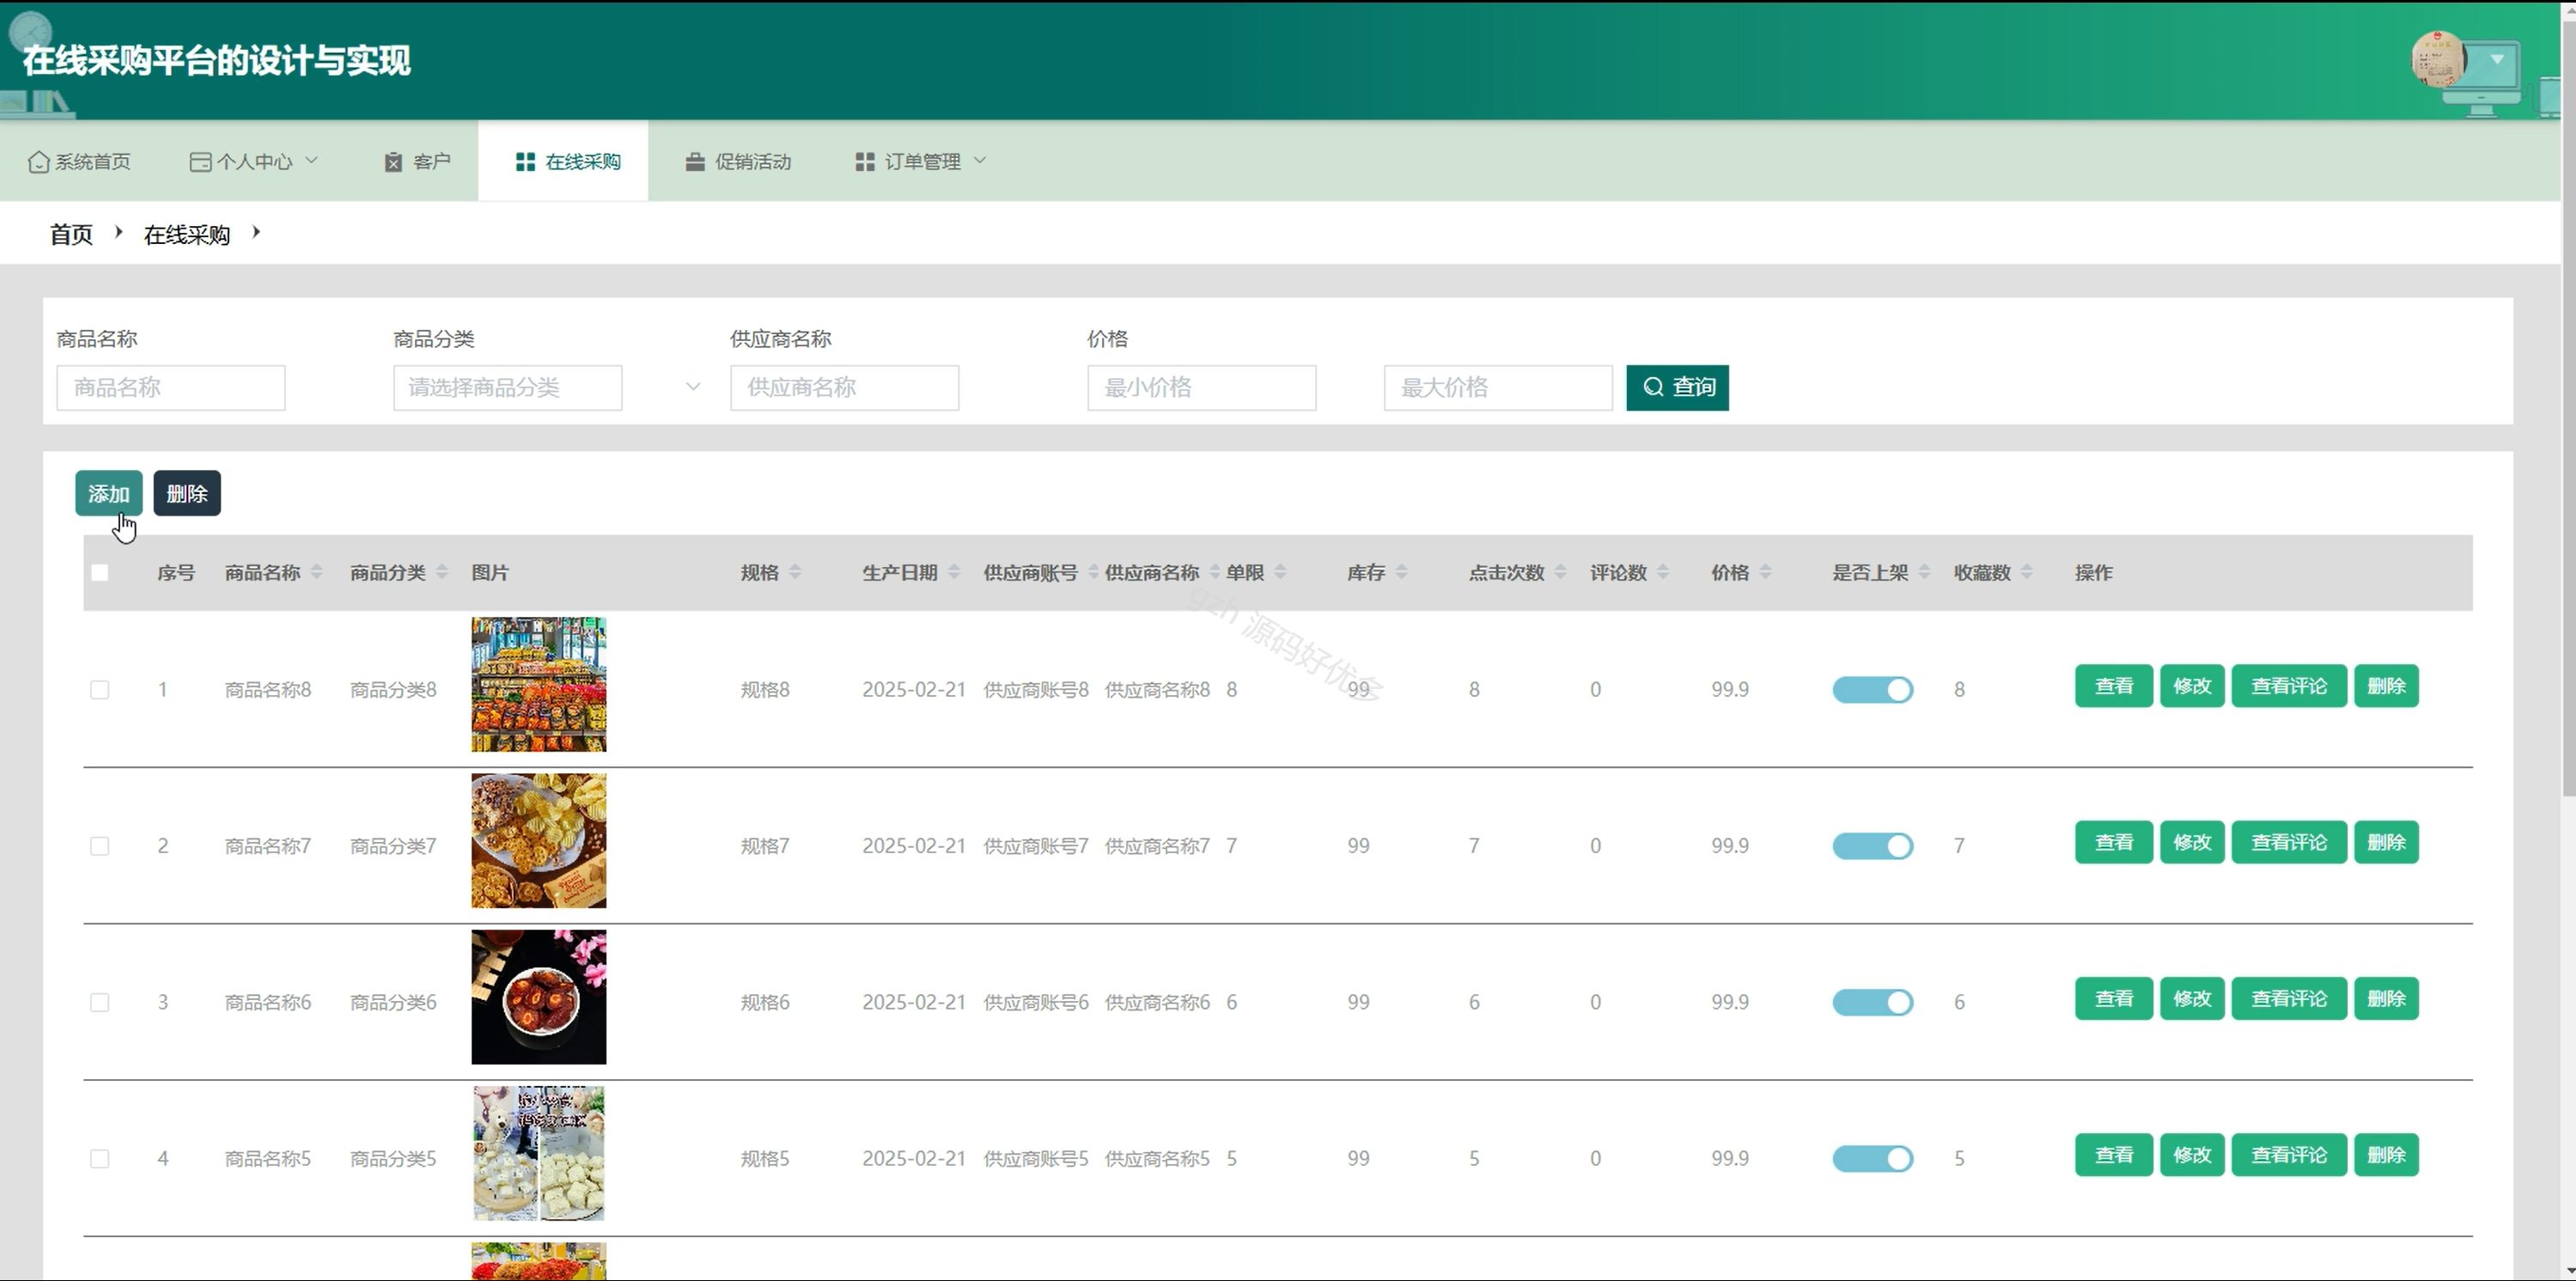 在线采购平台的设计与实现
系统首页 个人中心 客户 在线采购 促销活动 订单管理
首页 在线采购
商品名称 商品分类 供应商名称 价格
商品名称 请选择商品分类 供应商名称 最小价格 最大价格 查询
添加 删除
序号 商品名称 商品分类 图片 规格 生产日期 供应商账号 供应商名称 单限 库存 点击次数 评论数 价格 是否上架 收藏数 操作
gzh 源码好优多
1 商品名称8 商品分类8 规格8 2025-02-21 供应商账号8 供应商名称8 8 99 8 0 99.9 8 查看 修改 查看评论 删除
2 商品名称7 商品分类7 规格7 2025-02-21 供应商账号7 供应商名称7 7 99 7 0 99.9 7 查看 修改 查看评论 删除
3 商品名称6 商品分类6 规格6 2025-02-21 供应商账号6 供应商名称6 6 99 6 0 99.9 6 查看 修改 查看评论 删除
4 商品名称5 商品分类5 规格5 2025-02-21 供应商账号5 供应商名称5 5 99 5 0 99.9 5 查看 修改 查看评论 删除